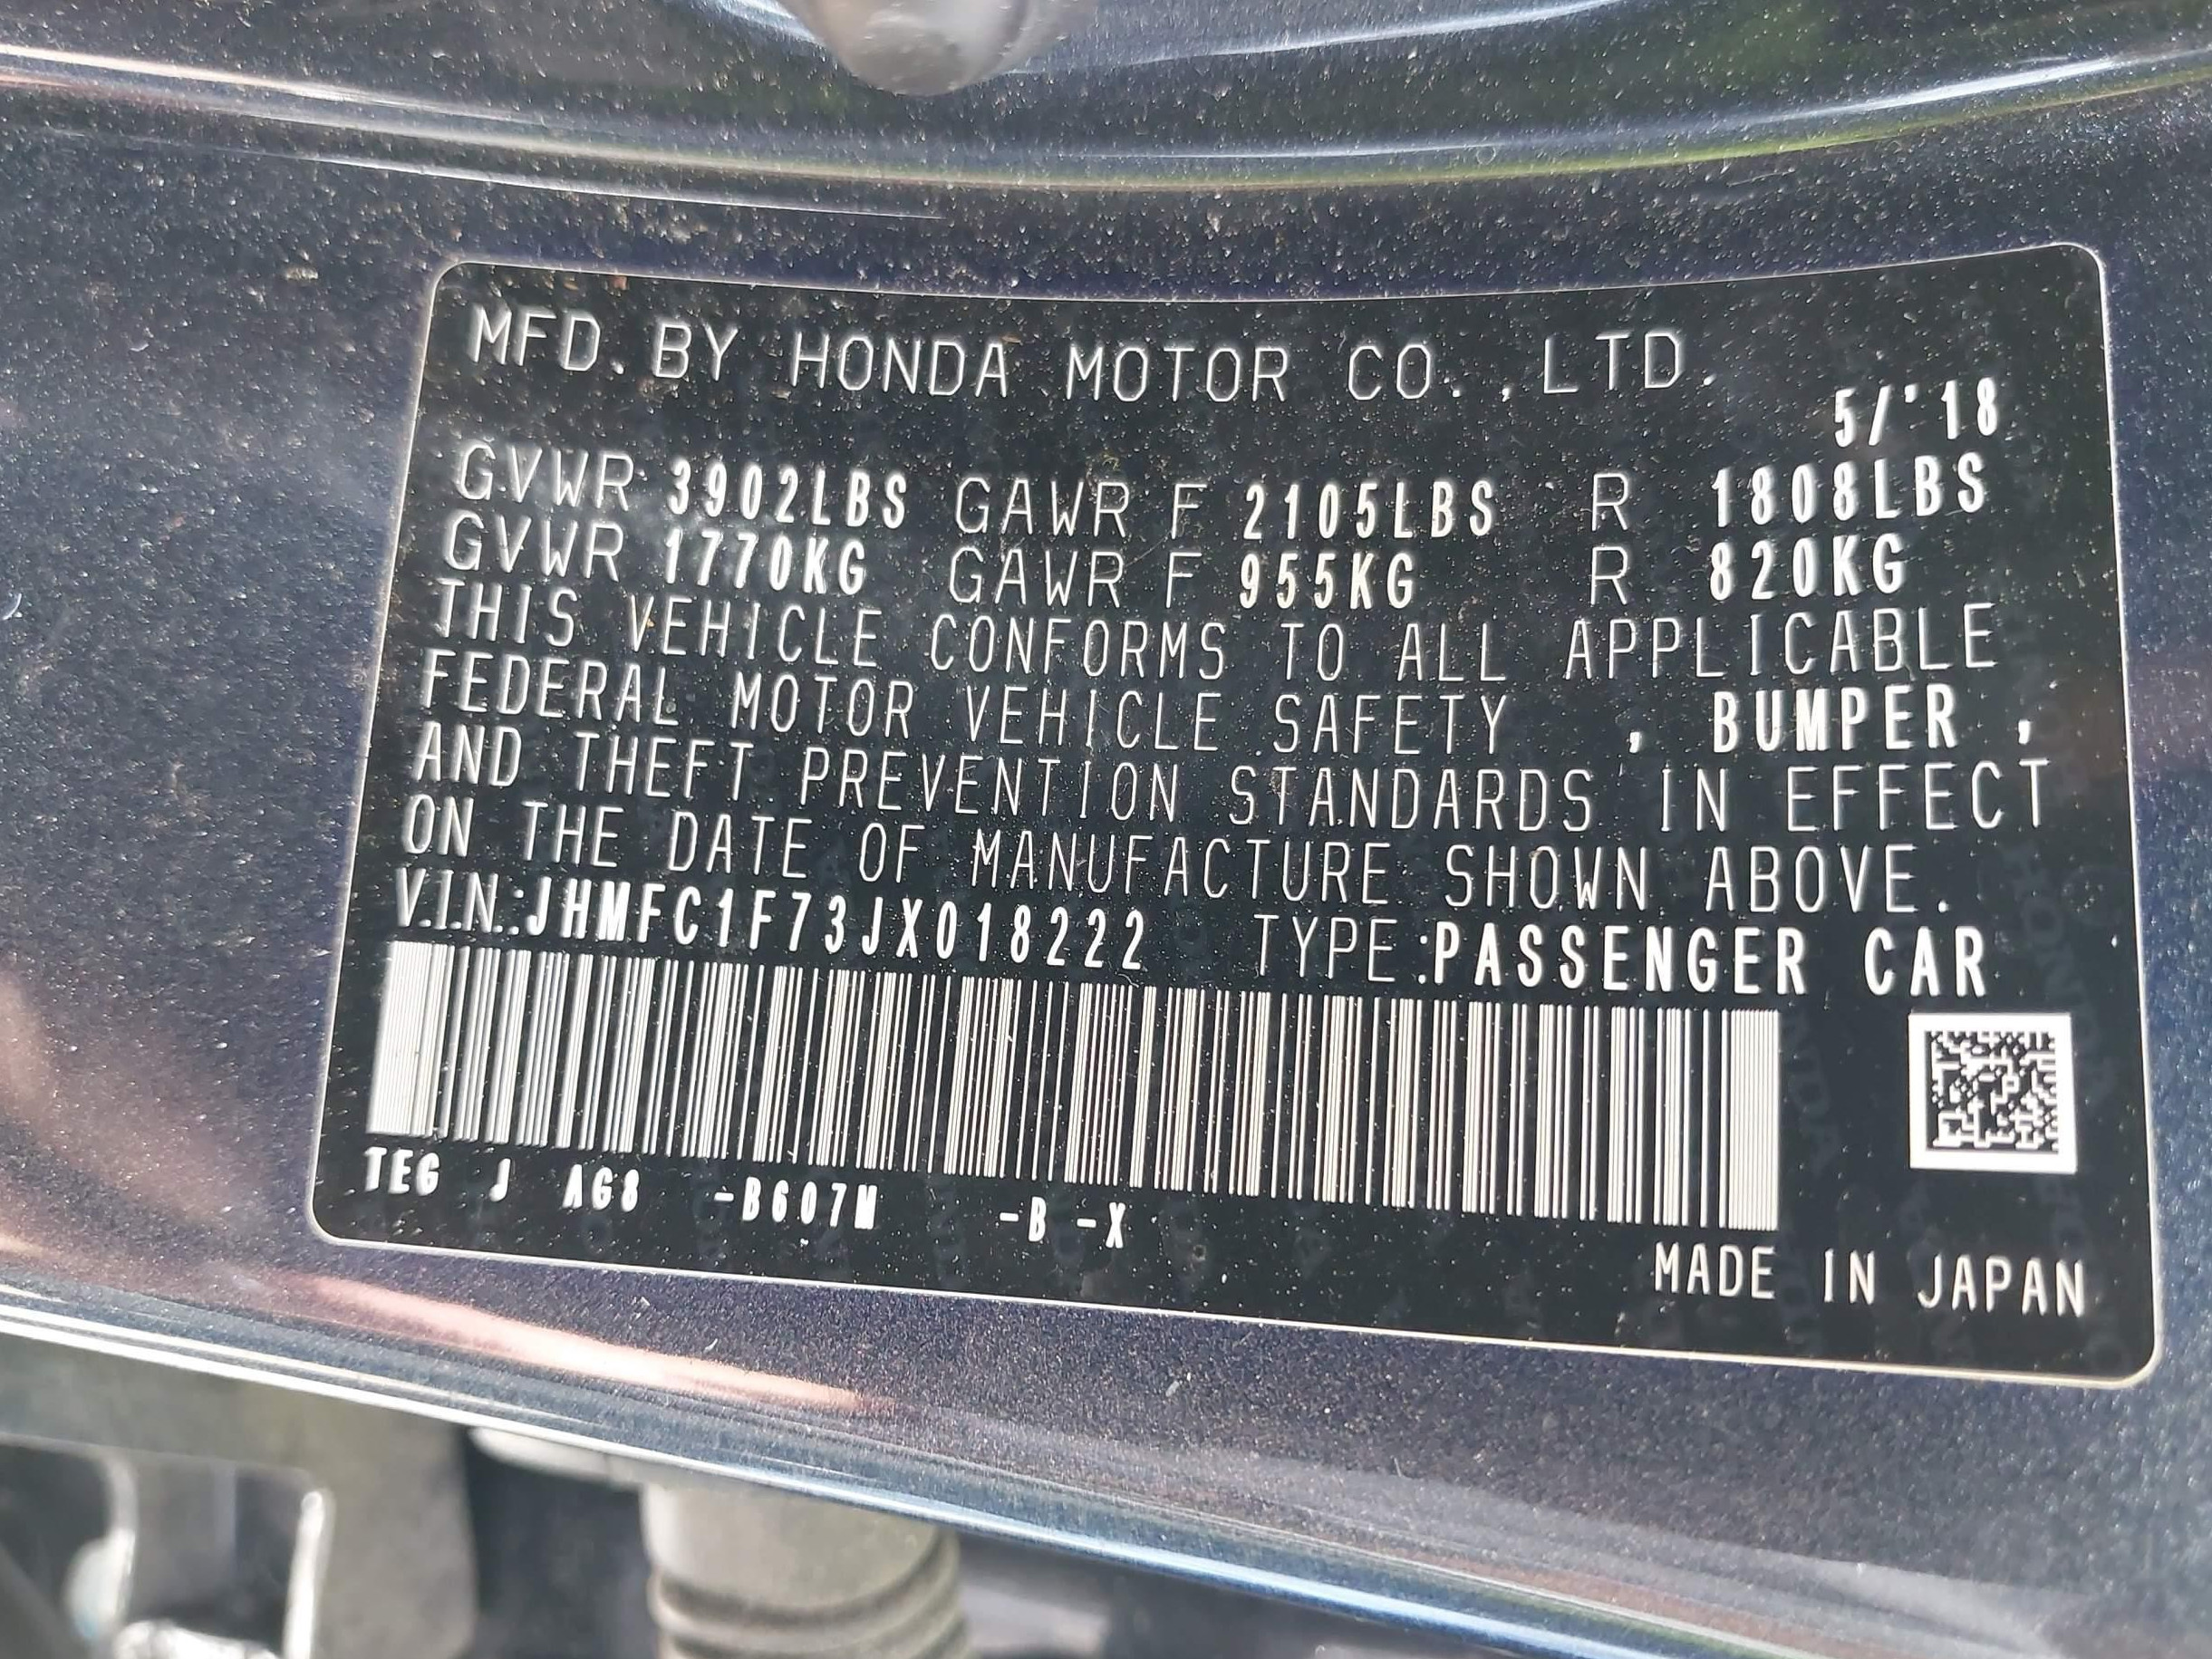 MFD. BY HONDA MOTOR CO., LTD.
5/'18
GVWR 3902LBS GAWR F 2105LBS R 1808LBS
GVWR 1770KG GAWR F 955KG R 820KG
THIS VEHICLE CONFORMS TO ALL APPLICABLE
FEDERAL MOTOR VEHICLE SAFETY , BUMPER ,
AND THEFT PREVENTION STANDARDS IN EFFECT
ON THE DATE OF MANUFACTURE SHOWN ABOVE.
V.I.N.:JHMFC1F73JX018222 TYPE:PASSENGER CAR
TEG J AG8 -B607M -B -X
MADE IN JAPAN